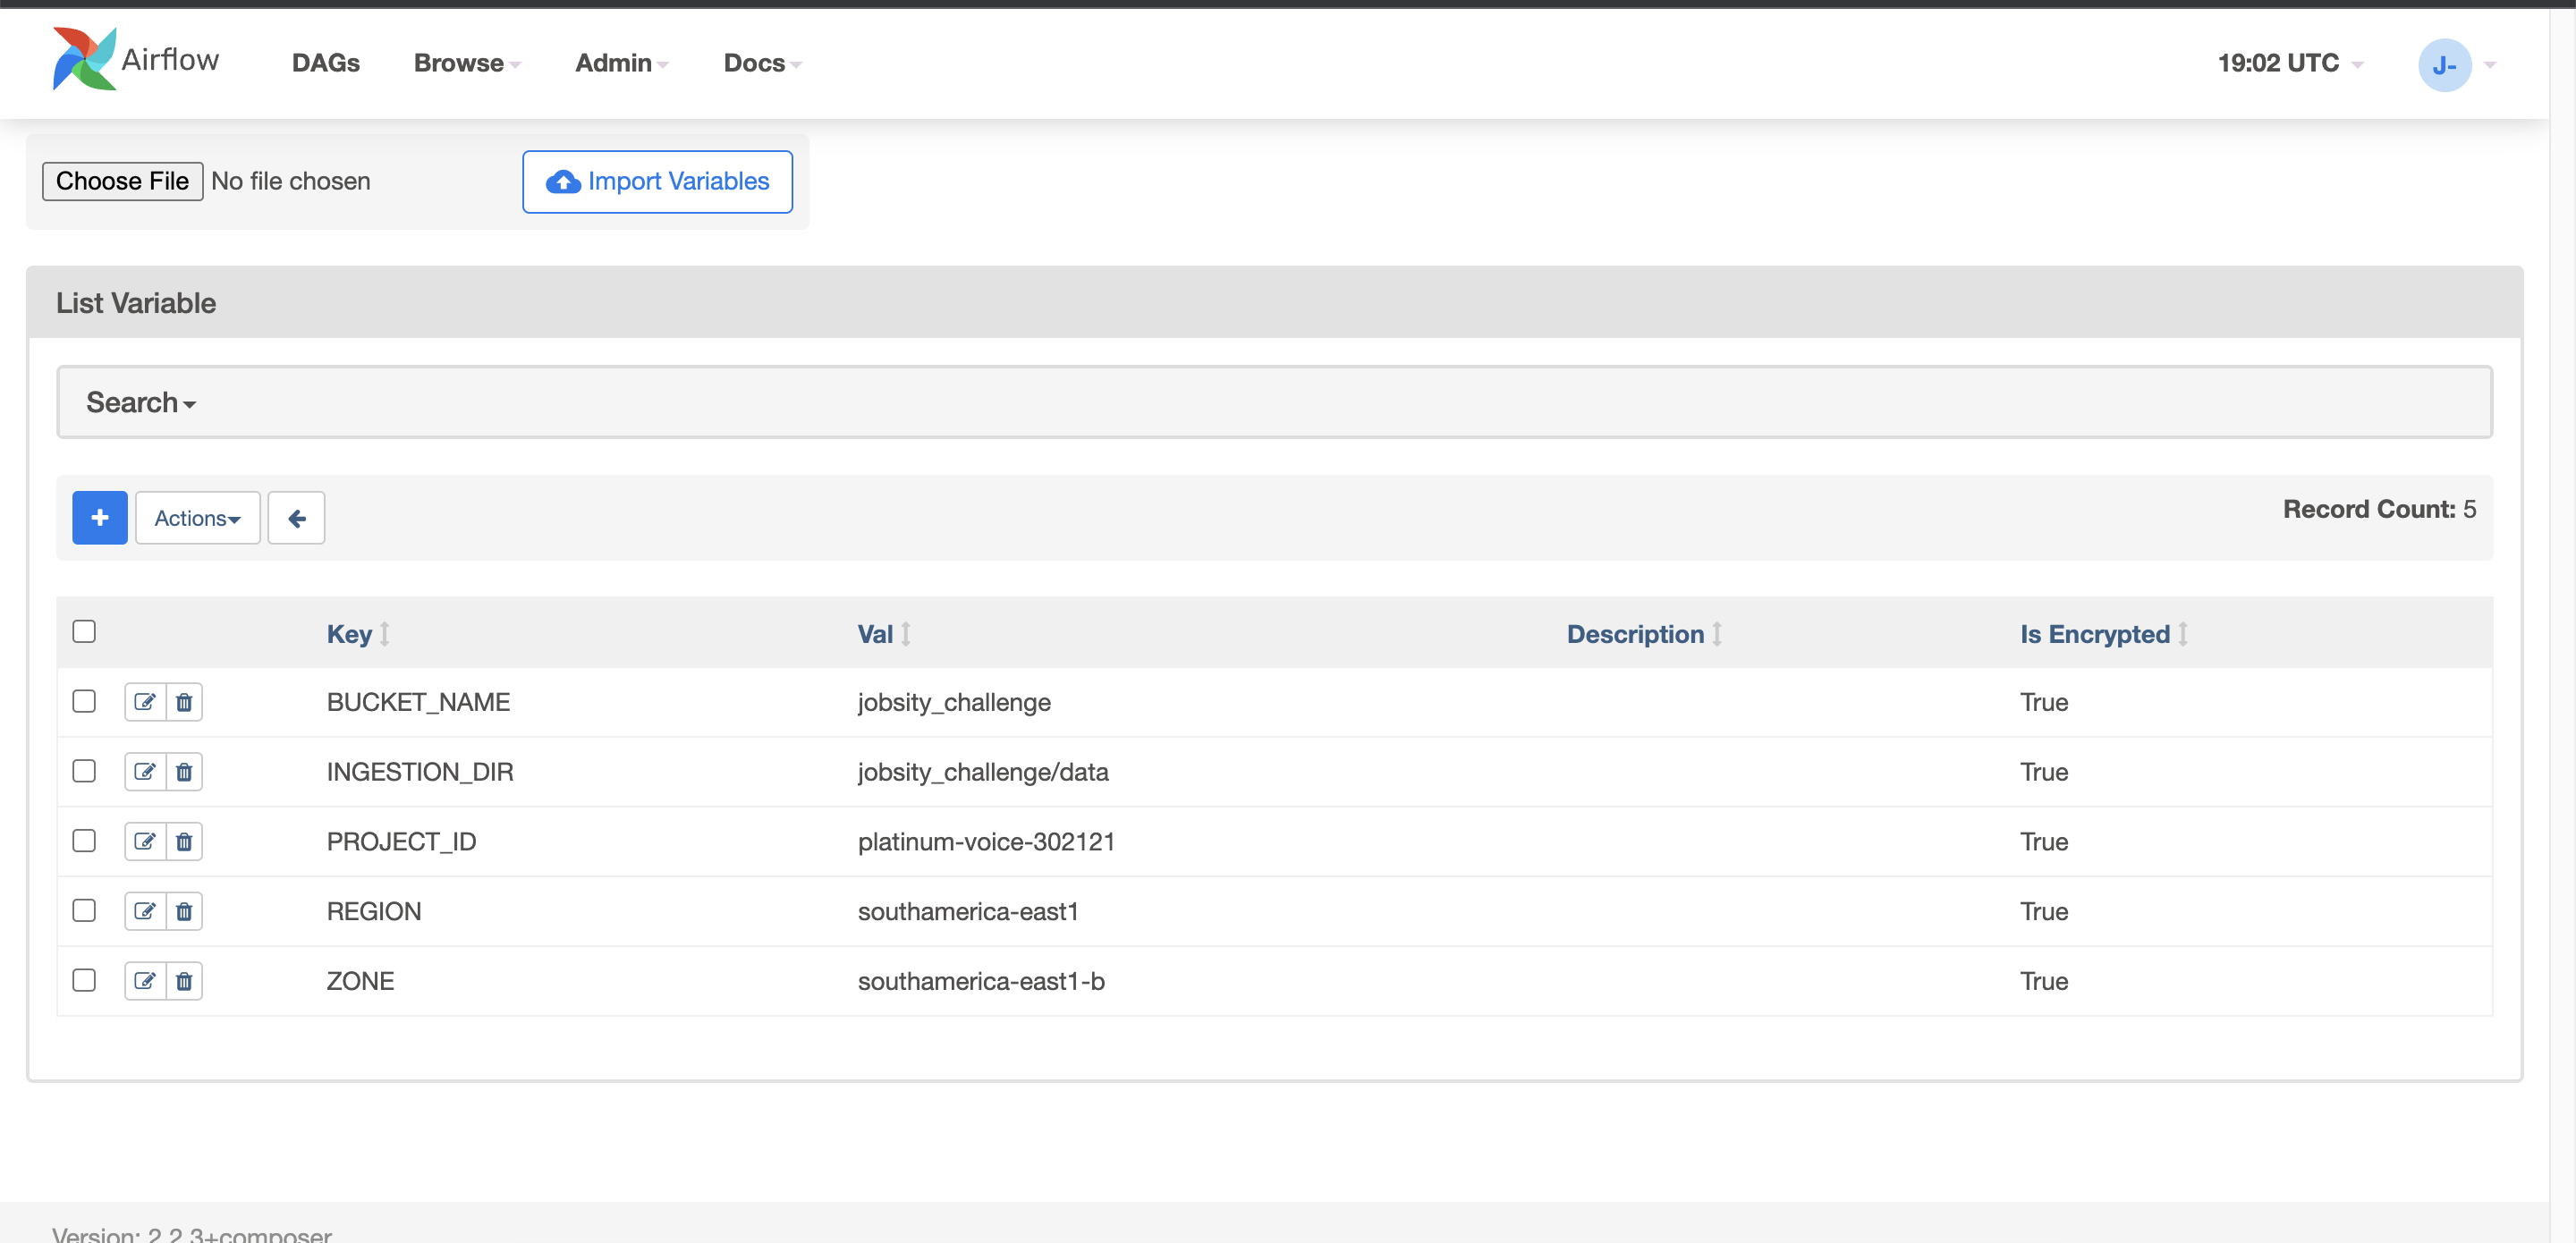 Airflow DAGs Browse Admin Docs 19:02 UTC J-
Choose File No file chosen Import Variables
List Variable
Search
+ Actions Record Count: 5
Key Val Description Is Encrypted
BUCKET_NAME jobsity_challenge True
INGESTION_DIR jobsity_challenge/data True
PROJECT_ID platinum-voice-302121 True
REGION southamerica-east1 True
ZONE southamerica-east1-b True
Version: 2.2.3+composer